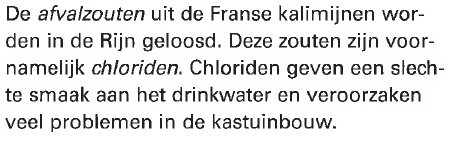 De afvalzouten uit de Franse kalimijnen wor-
den in de Rijn geloosd. Deze zouten zijn voor-
namelijk chloriden. Chloriden geven een slech-
te smaak aan het drinkwater en veroorzaken
veel problemen in de kastuinbouw.